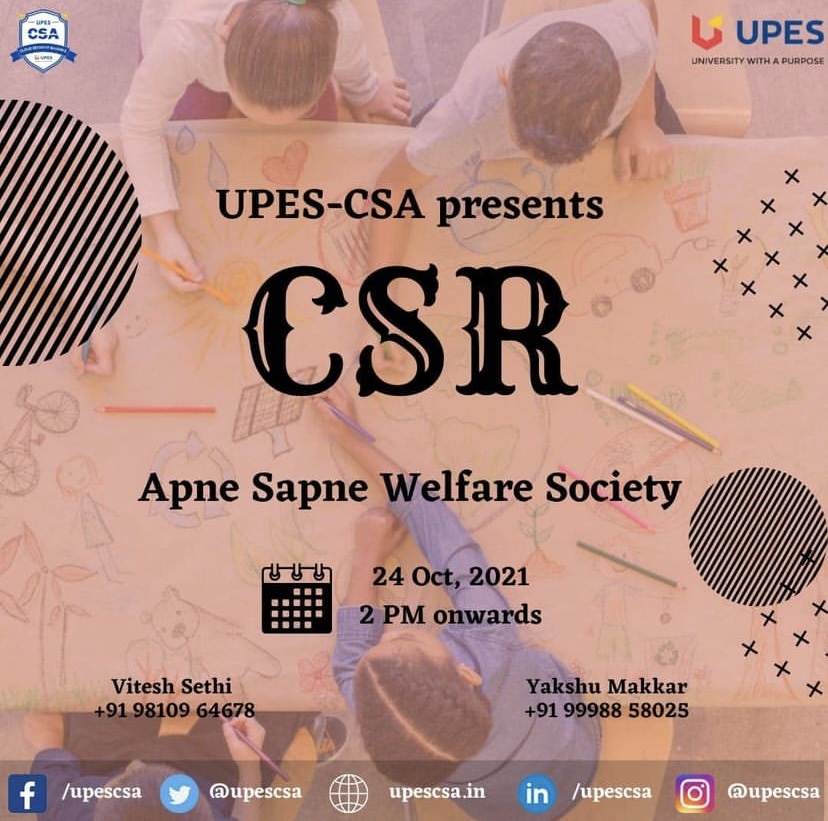 UPES
CSA
UPES
UPES
UNIVERSITY WITH A PURPOSE
UPES-CSA presents
CSR
Apne Sapne Welfare Society
24 Oct, 2021
2 PM onwards
Vitesh Sethi
+91 98109 64678
Yakshu Makkar
+91 99988 58025
/upescsa
@upescsa
upescsa.in
/upescsa
@upescsa